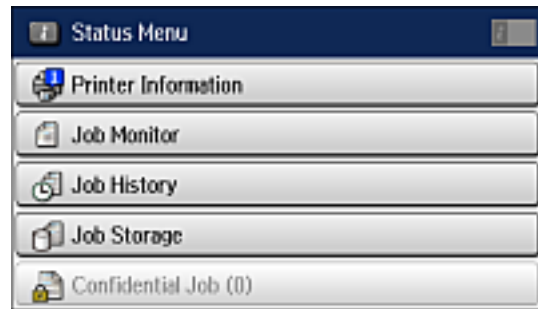 Status Menu
Printer Information
Job Monitor
Job History
Job Storage
Confidential Job (0)